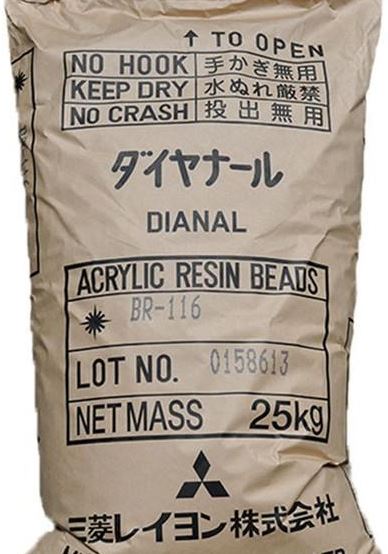 ↑ TO OPEN
NO HOOK 手かぎ無用
KEEP DRY 水ぬれ厳禁
NO CRASH 投出無用
ダイヤナール
DIANAL
ACRYLIC RESIN BEADS
BR-116
LOT NO. 0158613
NET MASS 25kg
三菱レイヨン株式会社